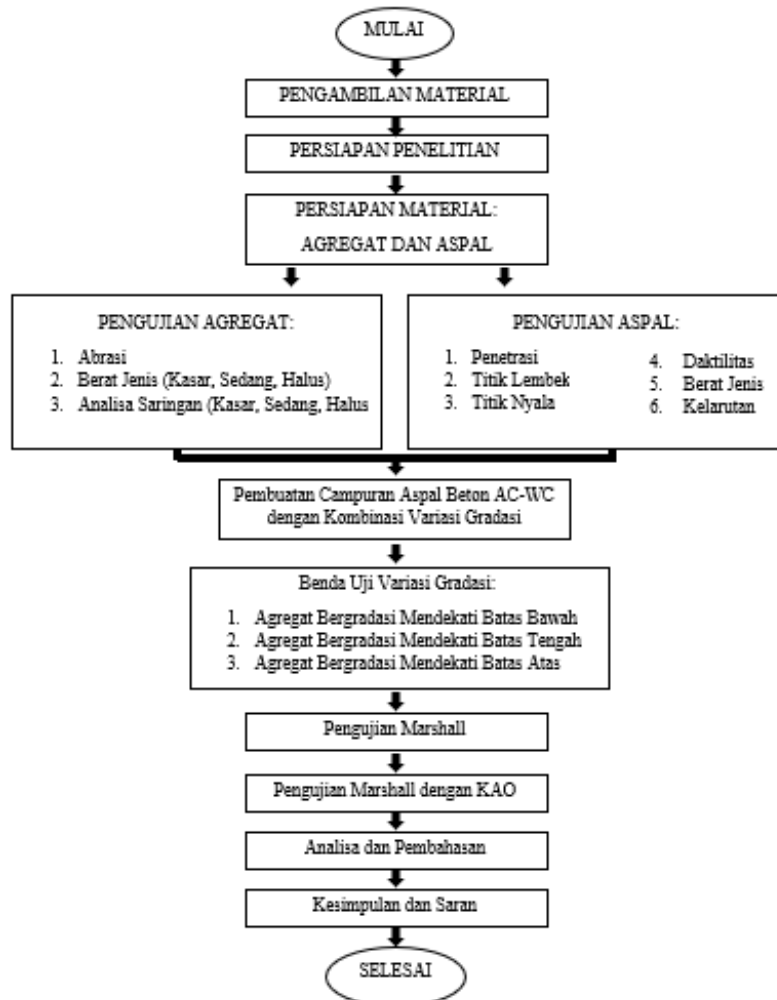 MULAI
PENGAMBILAN MATERIAL
PERSIAPAN PENELITIAN
PERSIAPAN MATERIAL:
AGREGAT DAN ASPAL
PENGUJIAN AGREGAT:
1. Abrasi
2. Berat Jenis (Kasar, Sedang, Halus)
3. Analisa Saringan (Kasar, Sedang, Halus
PENGUJIAN ASPAL:
1. Penetrasi
2. Titik Lembek
3. Titik Nyala
4. Daktilitas
5. Berat Jenis
6. Kelarutan
Pembuatan Campuran Aspal Beton AC-WC
dengan Kombinasi Variasi Gradasi
Benda Uji Variasi Gradasi:
1. Agregat Bergradasi Mendekati Batas Bawah
2. Agregat Bergradasi Mendekati Batas Tengah
3. Agregat Bergradasi Mendekati Batas Atas
Pengujian Marshall
Pengujian Marshall dengan KAO
Analisa dan Pembahasan
Kesimpulan dan Saran
SELESAI